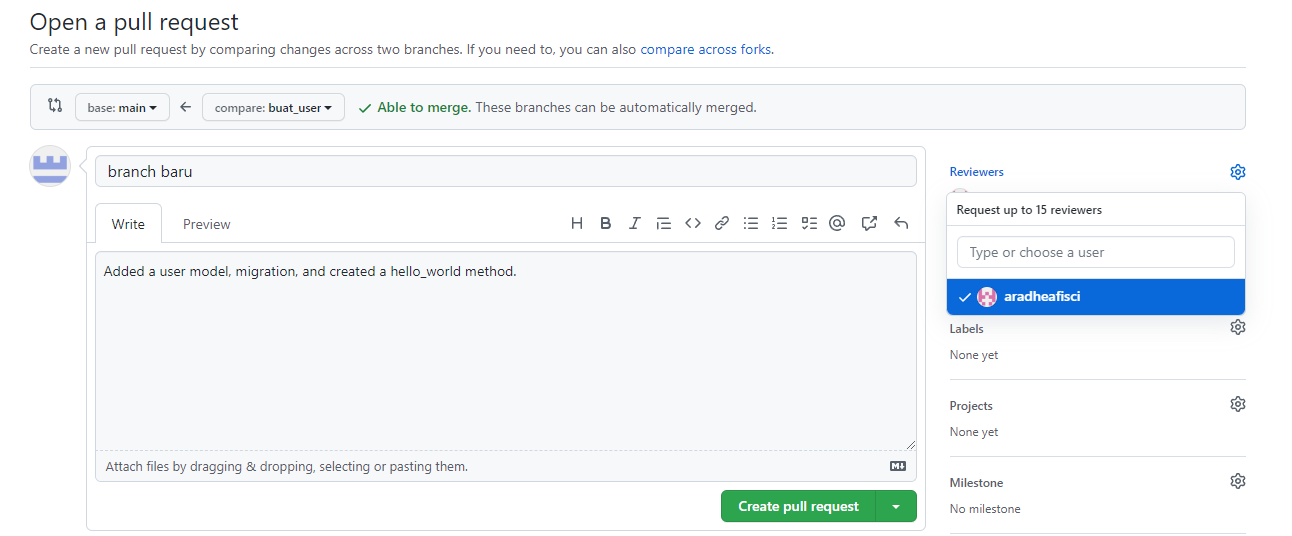 Open a pull request
Create a new pull request by comparing changes across two branches. If you need to, you can also compare across forks.
base: main
compare: buat_user
Able to merge. These branches can be automatically merged.
branch baru
Write
Preview
Added a user model, migration, and created a hello_world method.
Attach files by dragging & dropping, selecting or pasting them.
Create pull request
Reviewers
Request up to 15 reviewers
Type or choose a user
aradheafisci
Labels
None yet
Projects
None yet
Milestone
No milestone